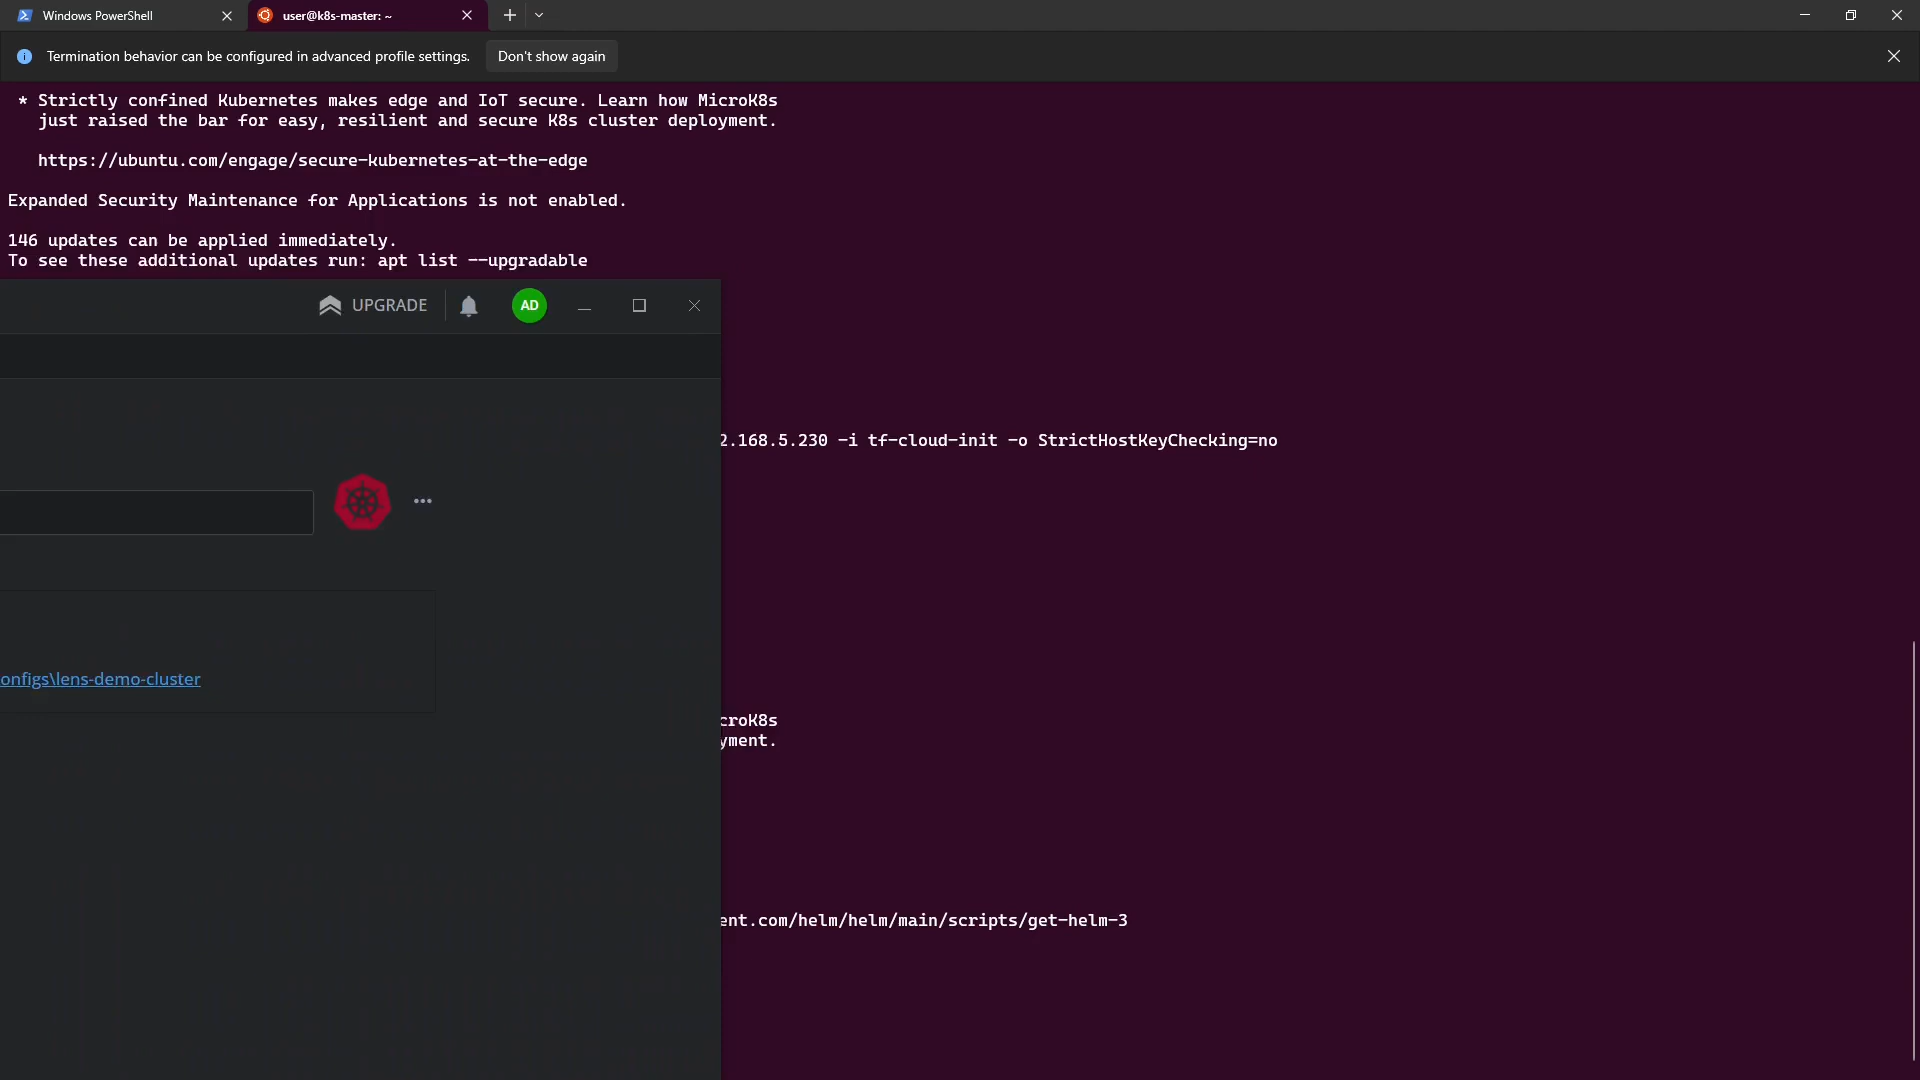 Windows PowerShell
user@k8s-master: ~
Termination behavior can be configured in advanced profile settings.
Don't show again
* Strictly confined Kubernetes makes edge and IoT secure. Learn how MicroK8s
just raised the bar for easy, resilient and secure K8s cluster deployment.
https://ubuntu.com/engage/secure-kubernetes-at-the-edge
Expanded Security Maintenance for Applications is not enabled.
146 updates can be applied immediately.
To see these additional updates run: apt list --upgradable
UPGRADE
AD
2.168.5.230 -i tf-cloud-init -o StrictHostKeyChecking=no
onfigs\lens-demo-cluster
croK8s
yment.
ent.com/helm/helm/main/scripts/get-helm-3